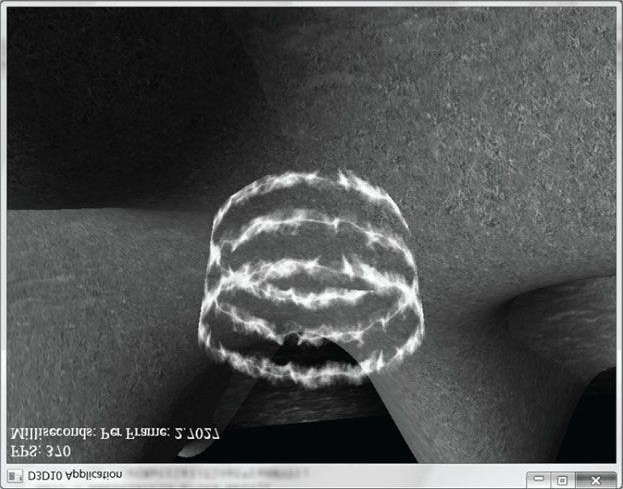 D3D10 Application
FPS: 370
Milliseconds: Per Frame: 2.7027